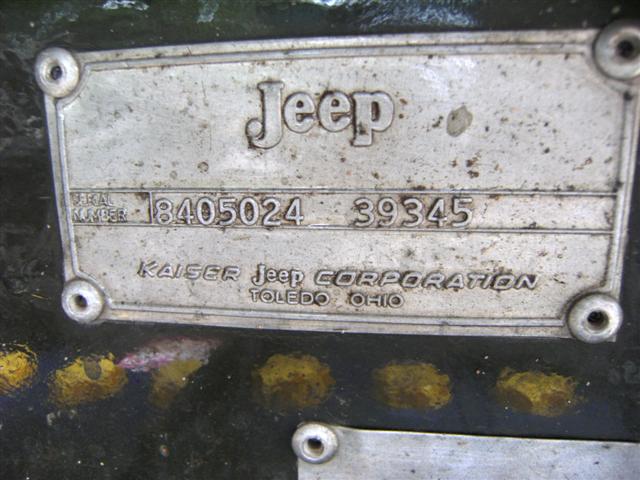 Jeep
SERIAL
NUMBER 8405024 39345
KAISER Jeep CORPORATION
TOLEDO OHIO